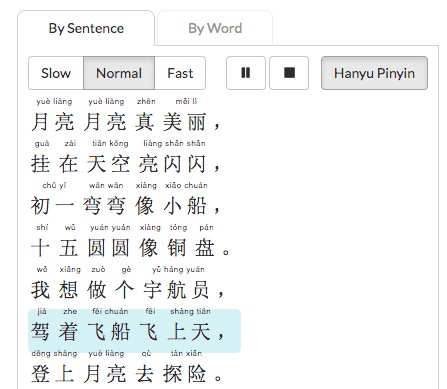 By Sentence By Word
Slow Normal Fast Hanyu Pinyin
yuè liàng yuè liàng zhēn měi lì
月亮月亮真美丽，
guà zài tiān kōng liàng shǎn shǎn
挂在天空亮闪闪，
chū yī wān wān xiàng xiǎo chuán
初一弯弯像小船，
shí wǔ yuán yuán xiàng tóng pán
十五圆圆像铜盘。
wǒ xiǎng zuò gè yǔ háng yuán
我想做个宇航员，
jià zhe fēi chuán fēi shàng tiān
驾着飞船飞上天，
dēng shàng yuè liàng qù tàn xiǎn
登上月亮去探险。